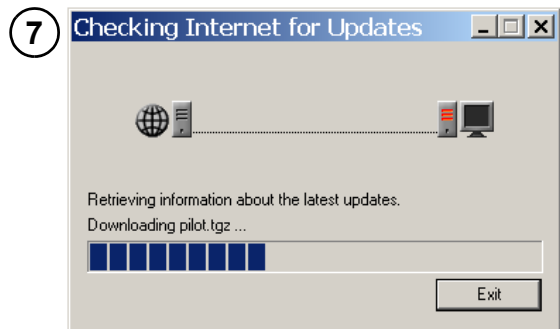 7
Checking Internet for Updates
Retrieving information about the latest updates.
Downloading pilot.tgz ...
Exit